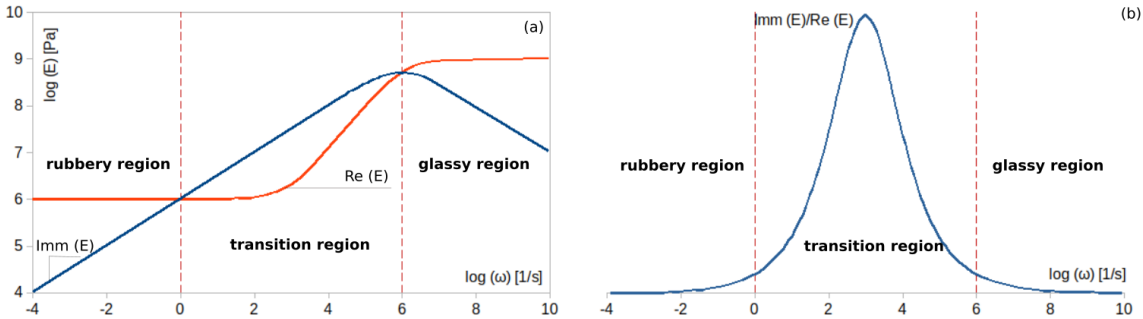 (a)
log (E) [Pa]
10
9
8
7
6
5
4
rubbery region
glassy region
Re (E)
Imm (E)
transition region
log (ω) [1/s]
-4 -2 0 2 4 6 8 10
(b)
Imm (E)/Re (E)
rubbery region
glassy region
transition region
log (ω) [1/s]
-4 -2 0 2 4 6 8 10